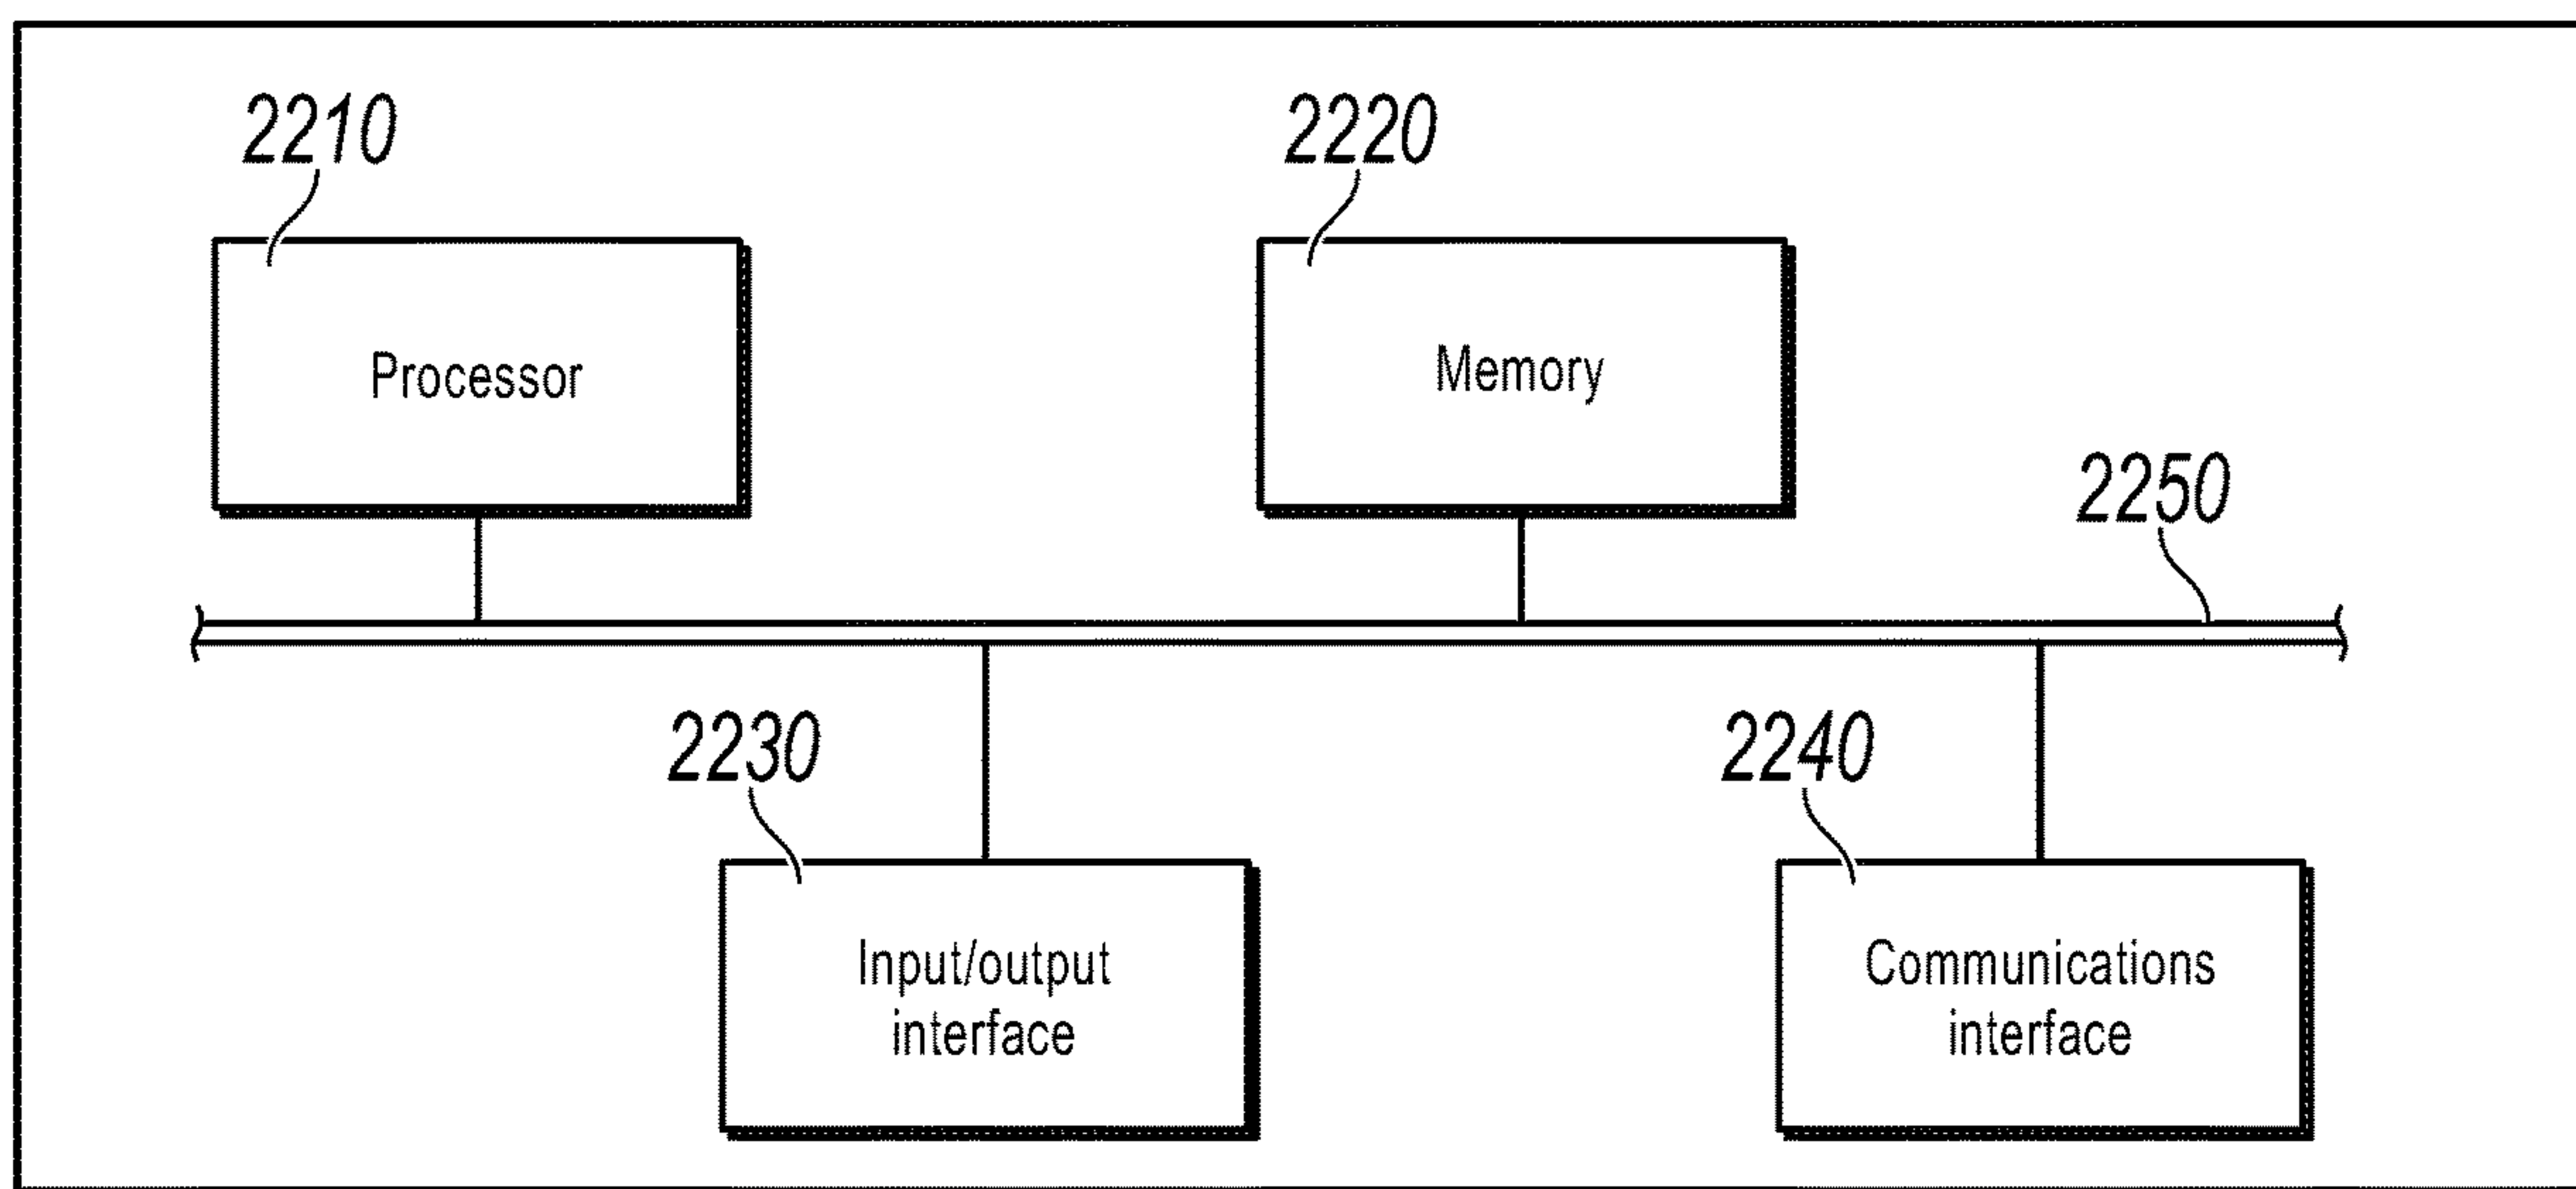 2210
2220
Processor
Memory
2250
2230
2240
Input/output
interface
Communications
interface